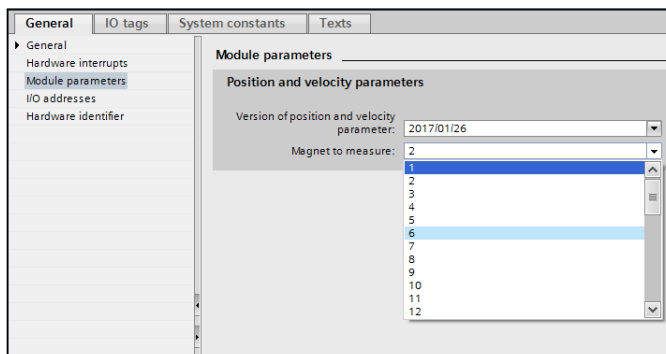 General IO tags System constants Texts
General
Hardware interrupts
Module parameters
I/O addresses
Hardware identifier
Module parameters
Position and velocity parameters
Version of position and velocity
parameter: 2017/01/26
Magnet to measure: 2
1
2
3
4
5
6
7
8
9
10
11
12